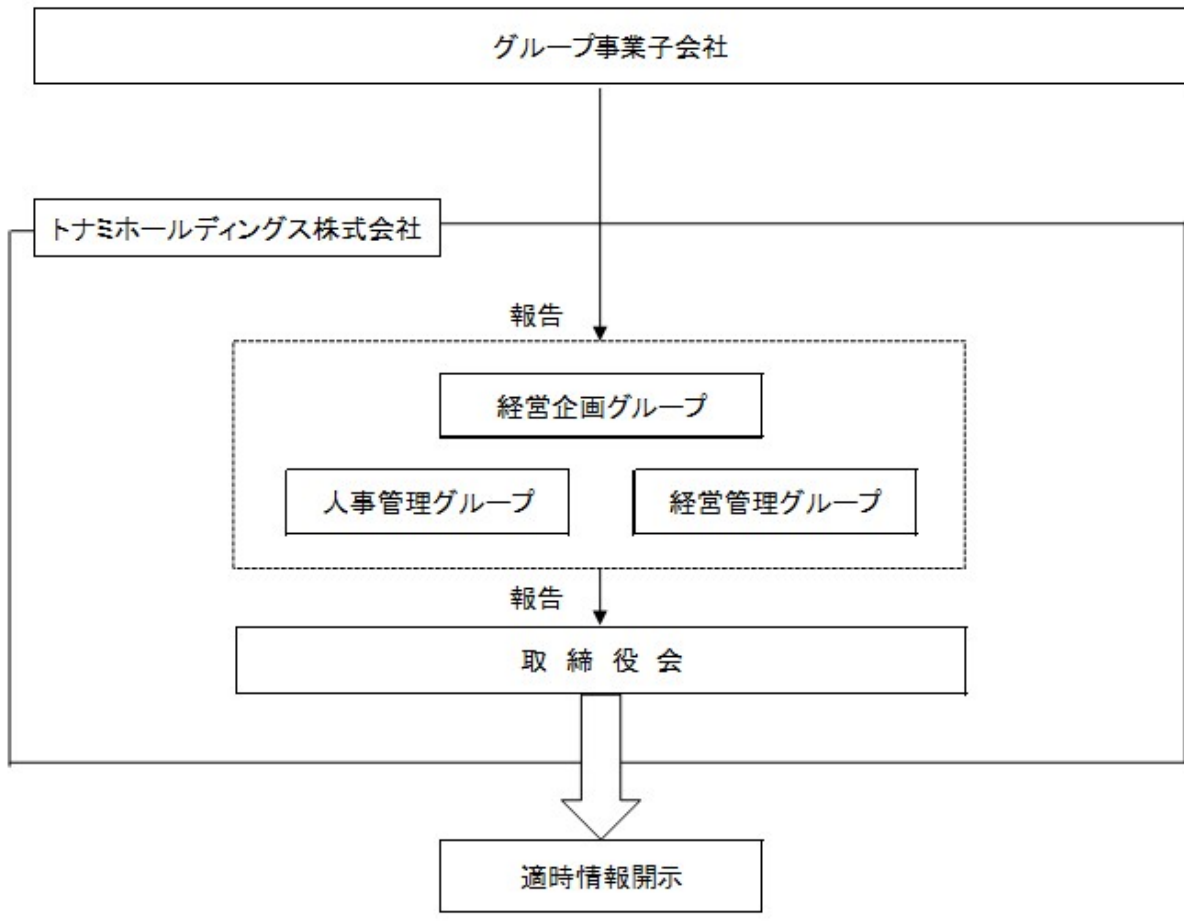 グループ事業子会社
トナミホールディングス株式会社
報告
経営企画グループ
人事管理グループ
経営管理グループ
報告
取 締 役 会
適時情報開示